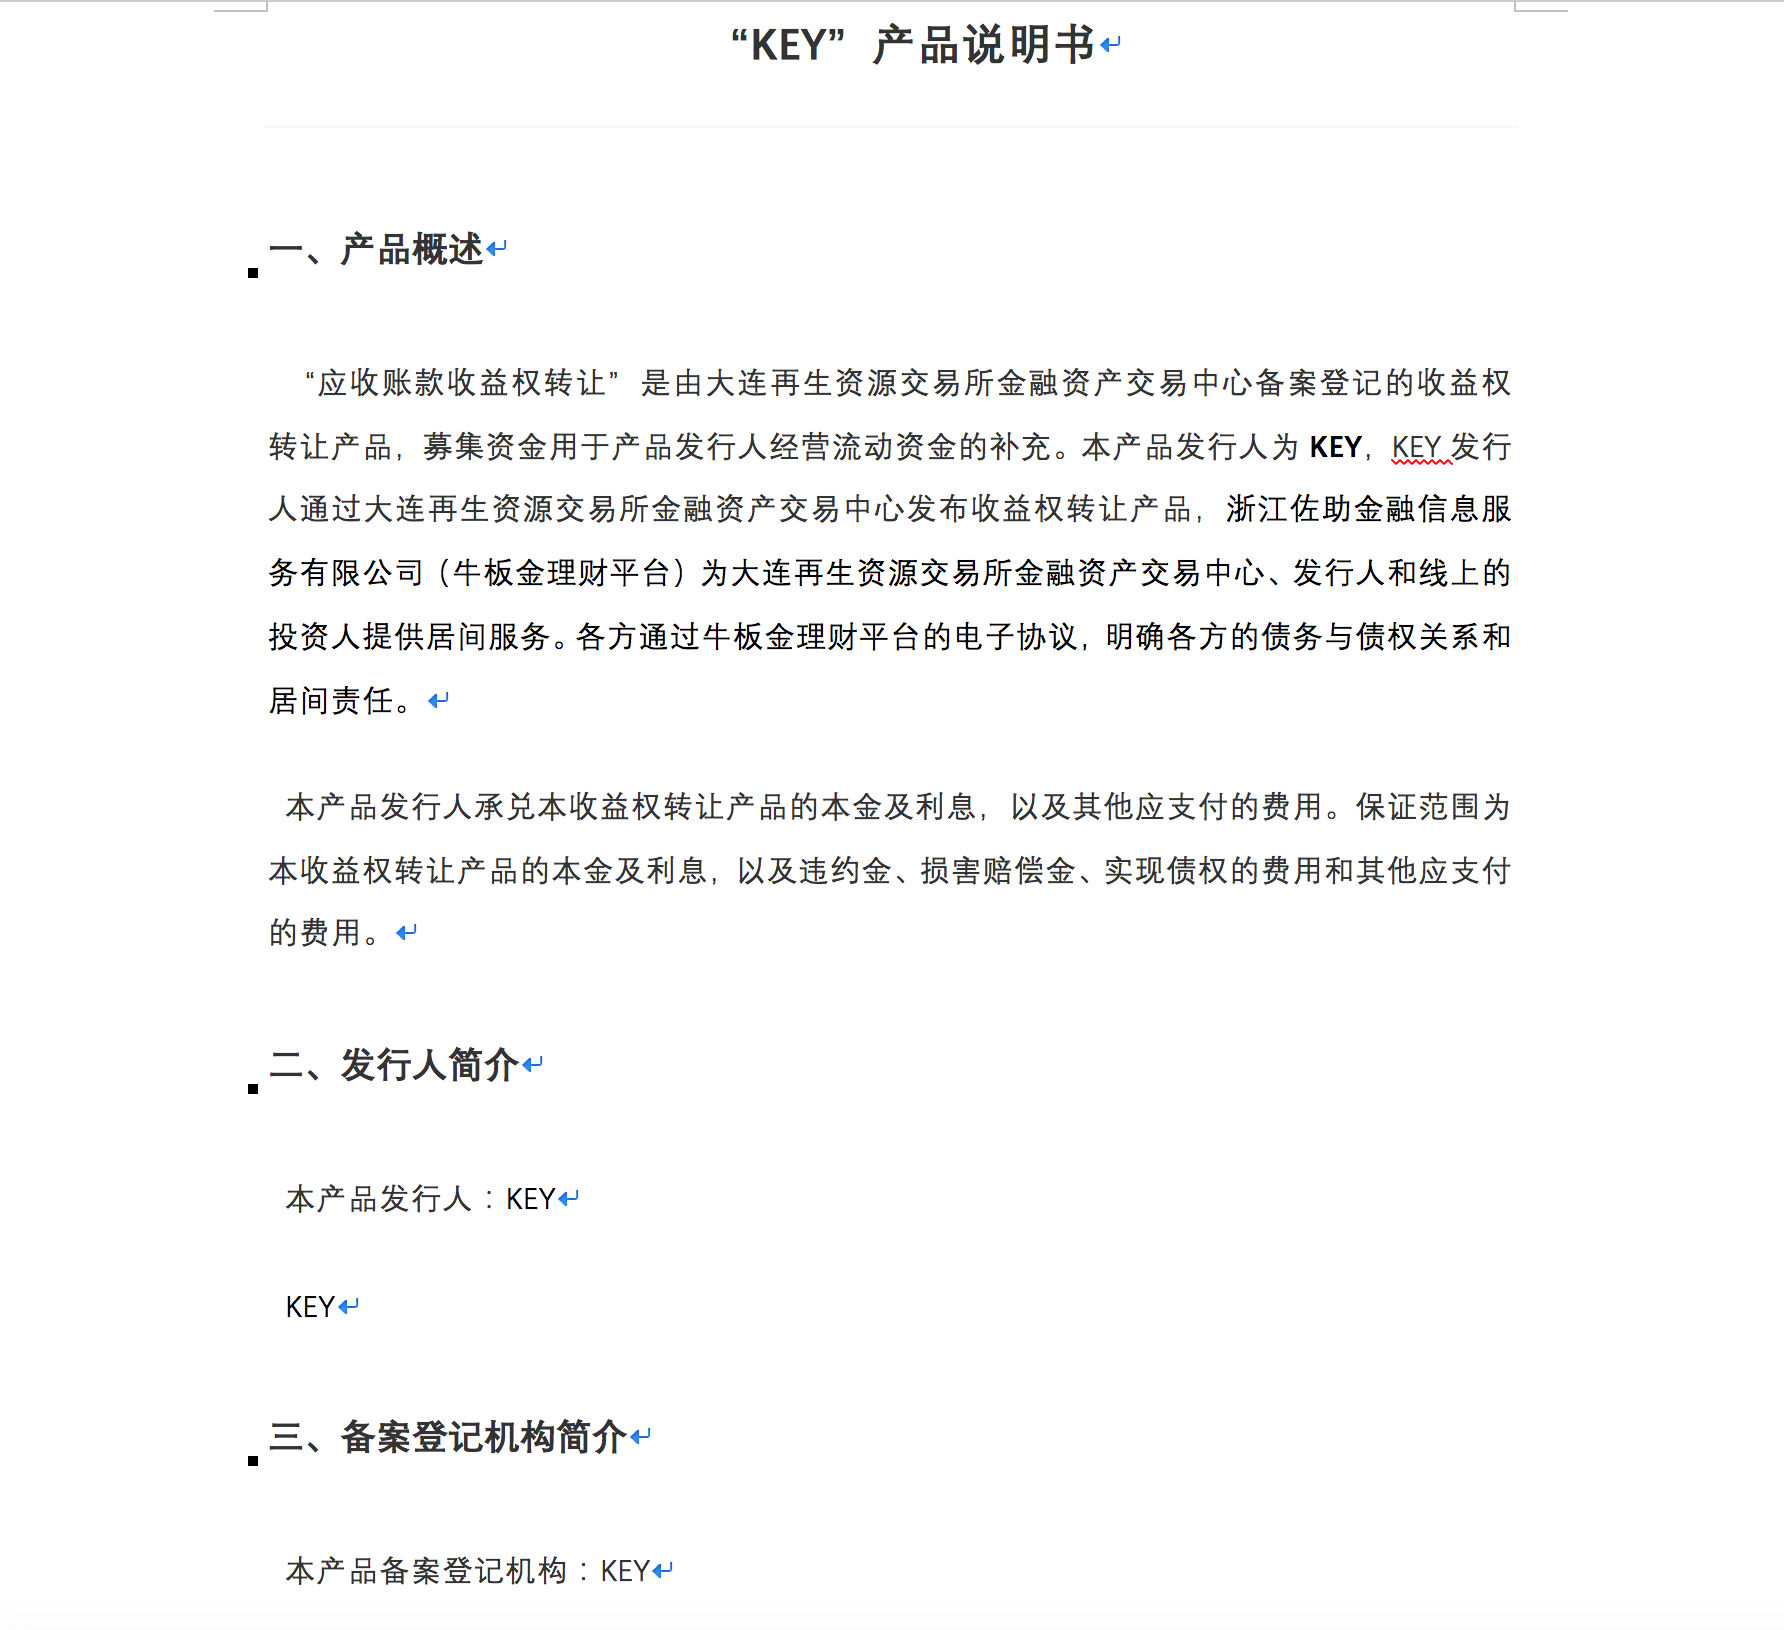 “KEY” 产品说明书
一、产品概述
“应收账款收益权转让” 是由大连再生资源交易所金融资产交易中心备案登记的收益权
转让产品，募集资金用于产品发行人经营流动资金的补充。本产品发行人为 KEY，KEY 发行
人通过大连再生资源交易所金融资产交易中心发布收益权转让产品，浙江佐助金融信息服
务有限公司（牛板金理财平台）为大连再生资源交易所金融资产交易中心、发行人和线上的
投资人提供居间服务。各方通过牛板金理财平台的电子协议，明确各方的债务与债权关系和
居间责任。
本产品发行人承兑本收益权转让产品的本金及利息，以及其他应支付的费用。保证范围为
本收益权转让产品的本金及利息，以及违约金、损害赔偿金、实现债权的费用和其他应支付
的费用。
二、发行人简介
本产品发行人：KEY
KEY
三、备案登记机构简介
本产品备案登记机构：KEY